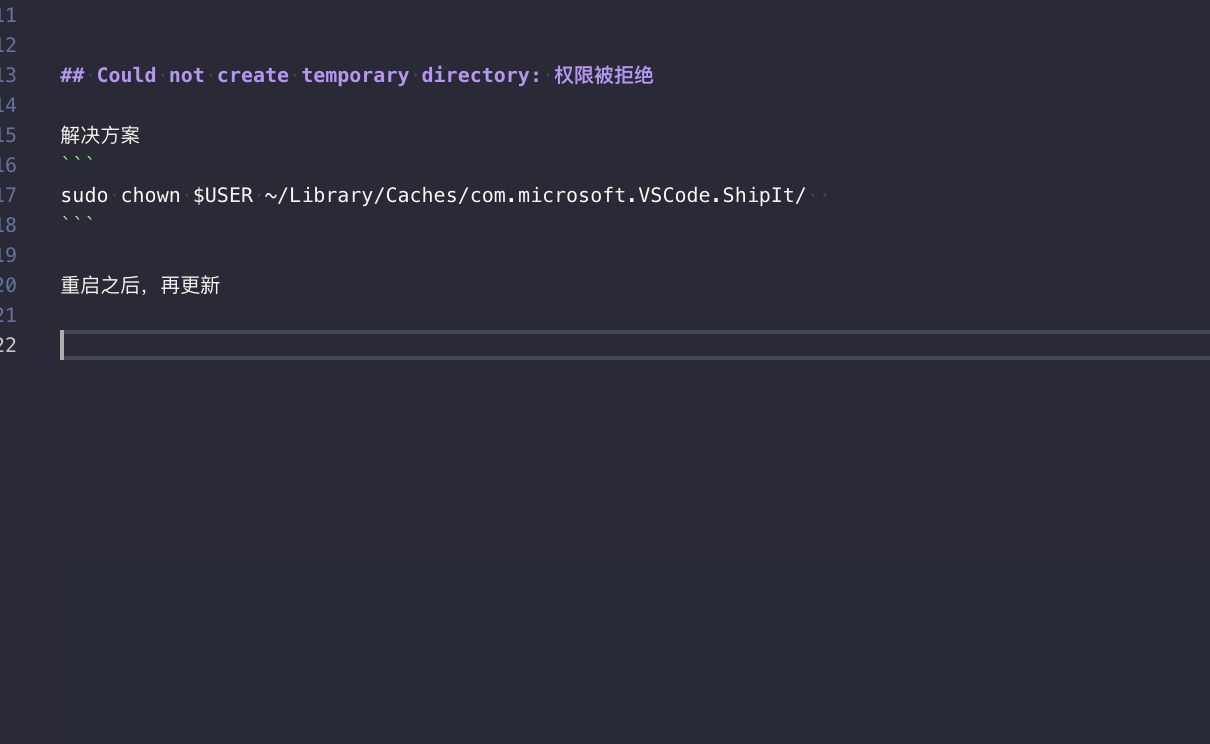 11
12
13 ## Could not create temporary directory: 权限被拒绝
14
15 解决方案
16 ```
17 sudo chown $USER ~/Library/Caches/com.microsoft.VSCode.ShipIt/
18 ```
19
20 重启之后，再更新
21
22